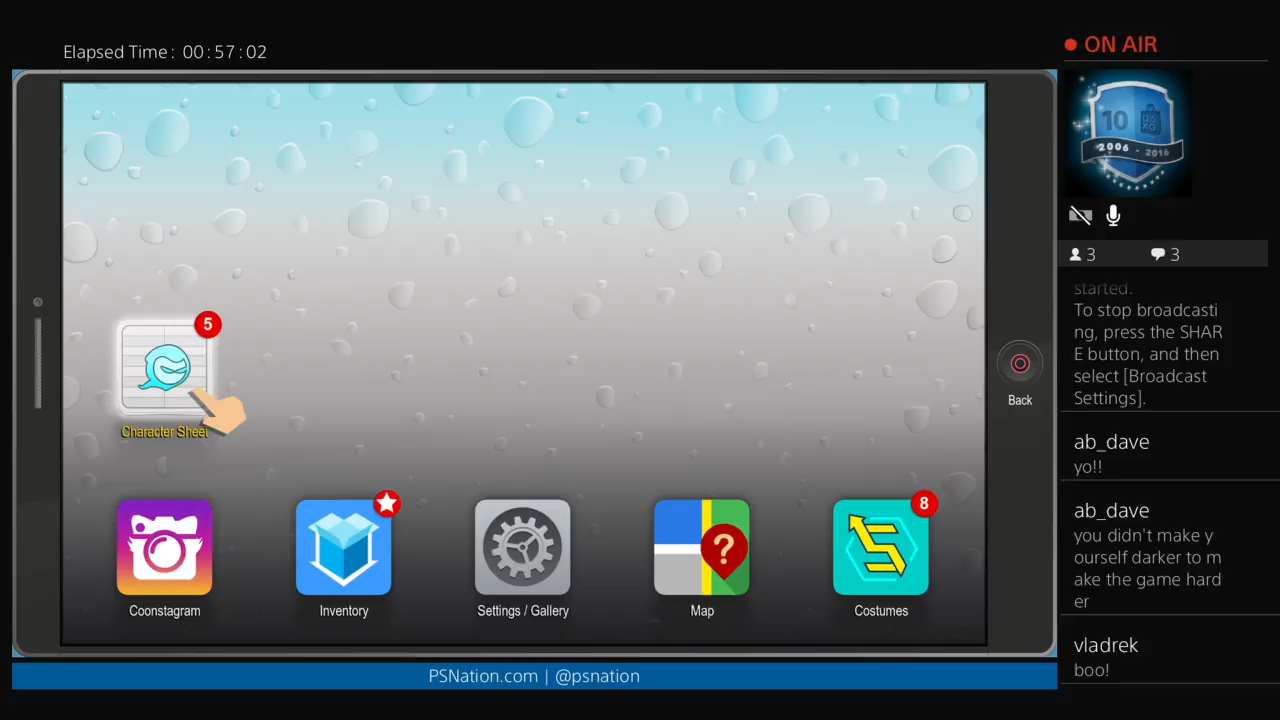 Elapsed Time: 00:57:02
ON AIR
10
2006 - 2016
3
3
started.
To stop broadcasti
ng, press the SHAR
E button, and then
select [Broadcast
Settings].
ab_dave
yo!!
ab_dave
you didn't make y
ourself darker to m
ake the game hard
er
vladrek
boo!
5
Character Sheet
Back
8
?
Coonstagram
Inventory
Settings / Gallery
Map
Costumes
PSNation.com | @psnation